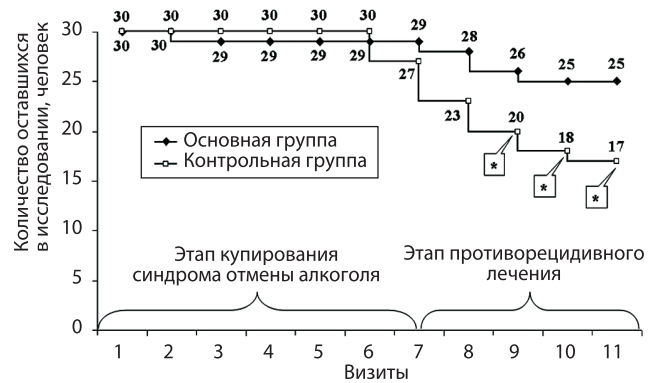 Количество оставшихся
в исследовании, человек
30
25
20
15
10
5
0
30 30 30 30 30 30
30 30 29 29 29 29 29 28 26 25 25
27 23 20 18 17
* * *
Основная группа
Контрольная группа
Этап купирования
синдрома отмены алкоголя
Этап противорецидивного
лечения
1 2 3 4 5 6 7 8 9 10 11
Визиты